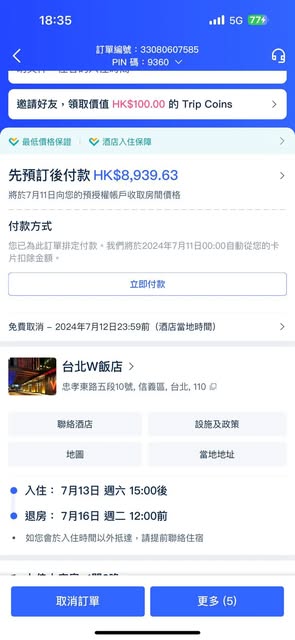 18:35
5G 77
訂單編號：33080607585
PIN 碼：9360
邀請好友，領取價值 HK$100.00 的 Trip Coins
最低價格保證
酒店入住保障
先預訂後付款 HK$8,939.63
將於7月11日向您的預授權帳戶收取房間價格
付款方式
您已為此訂單排定付款。我們將於2024年7月11日00:00自動從您的卡
片扣除金額。
立即付款
免費取消 – 2024年7月12日23:59前（酒店當地時間）
台北W飯店
忠孝東路五段10號, 信義區, 台北, 110
聯絡酒店
設施及政策
地圖
當地地址
入住： 7月13日 週六 15:00後
退房： 7月16日 週二 12:00前
• 如您會於入住時間以外抵達，請提前聯絡住宿
取消訂單
更多 (5)